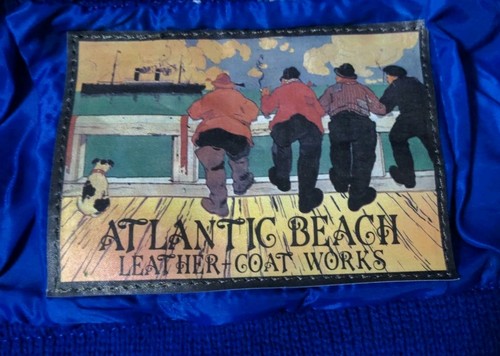 ATLANTIC BEACH
LEATHER-COAT WORKS